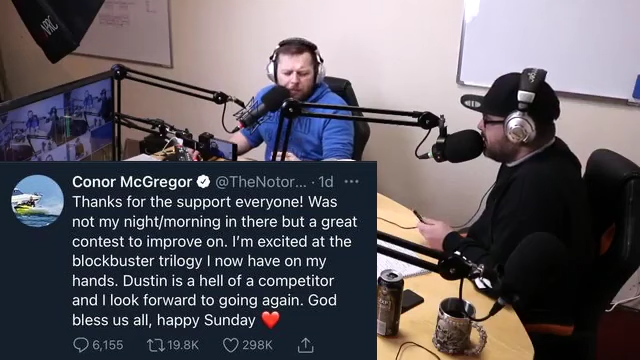 Conor McGregor @TheNotor... · 1d
Thanks for the support everyone! Was
not my night/morning in there but a great
contest to improve on. I'm excited at the
blockbuster trilogy I now have on my
hands. Dustin is a hell of a competitor
and I look forward to going again. God
bless us all, happy Sunday ❤️
6,155 19.8K 298K